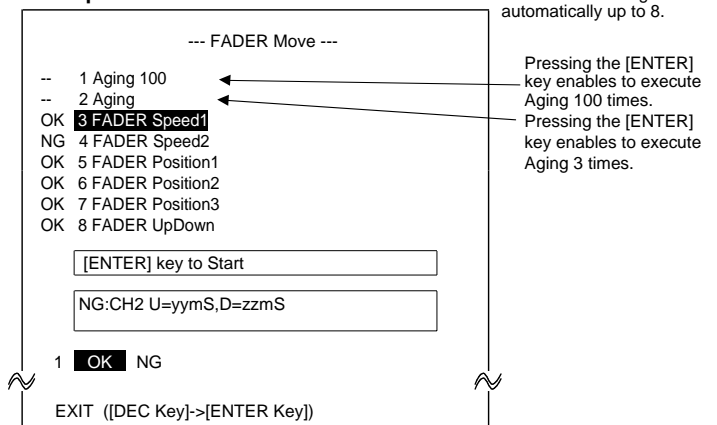 automatically up to 8.
--- FADER Move ---
-- 1 Aging 100
-- 2 Aging
OK 3 FADER Speed1
NG 4 FADER Speed2
OK 5 FADER Position1
OK 6 FADER Position2
OK 7 FADER Position3
OK 8 FADER UpDown
Pressing the [ENTER]
key enables to execute
Aging 100 times.
Pressing the [ENTER]
key enables to execute
Aging 3 times.
[ENTER] key to Start
NG:CH2 U=yymS,D=zzmS
1 OK NG
EXIT ([DEC Key]->[ENTER Key])